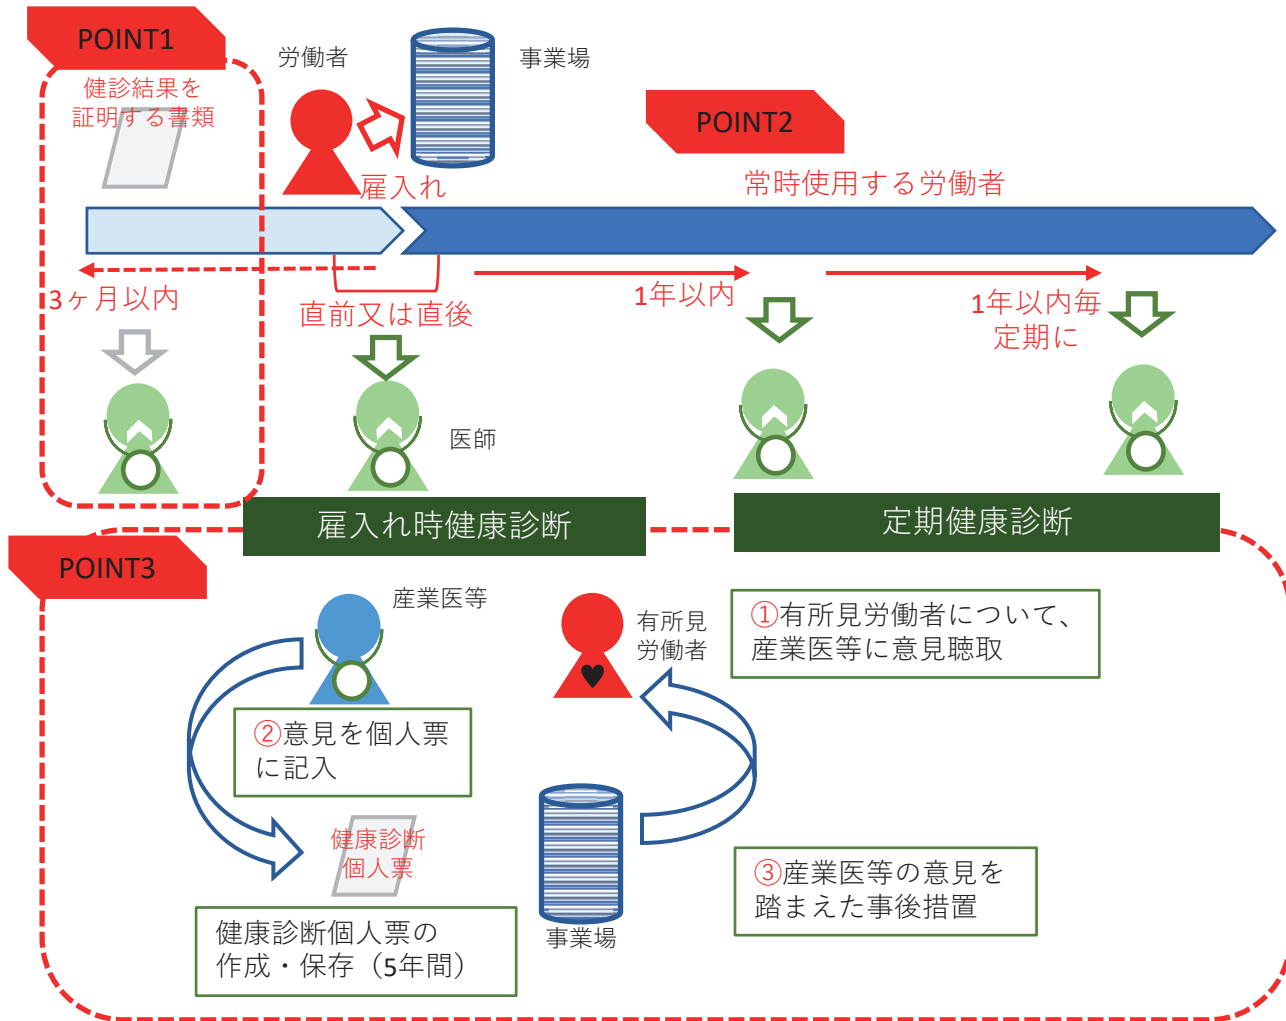 POINT1
健診結果を
証明する書類
労働者
事業場
雇入れ
POINT2
常時使用する労働者
3ヶ月以内
直前又は直後
1年以内
1年以内毎
定期に
医師
雇入れ時健康診断
定期健康診断
POINT3
産業医等
有所見
労働者
①有所見労働者について、
産業医等に意見聴取
②意見を個人票
に記入
健康診断
個人票
健康診断個人票の
作成・保存（5年間）
事業場
③産業医等の意見を
踏まえた事後措置